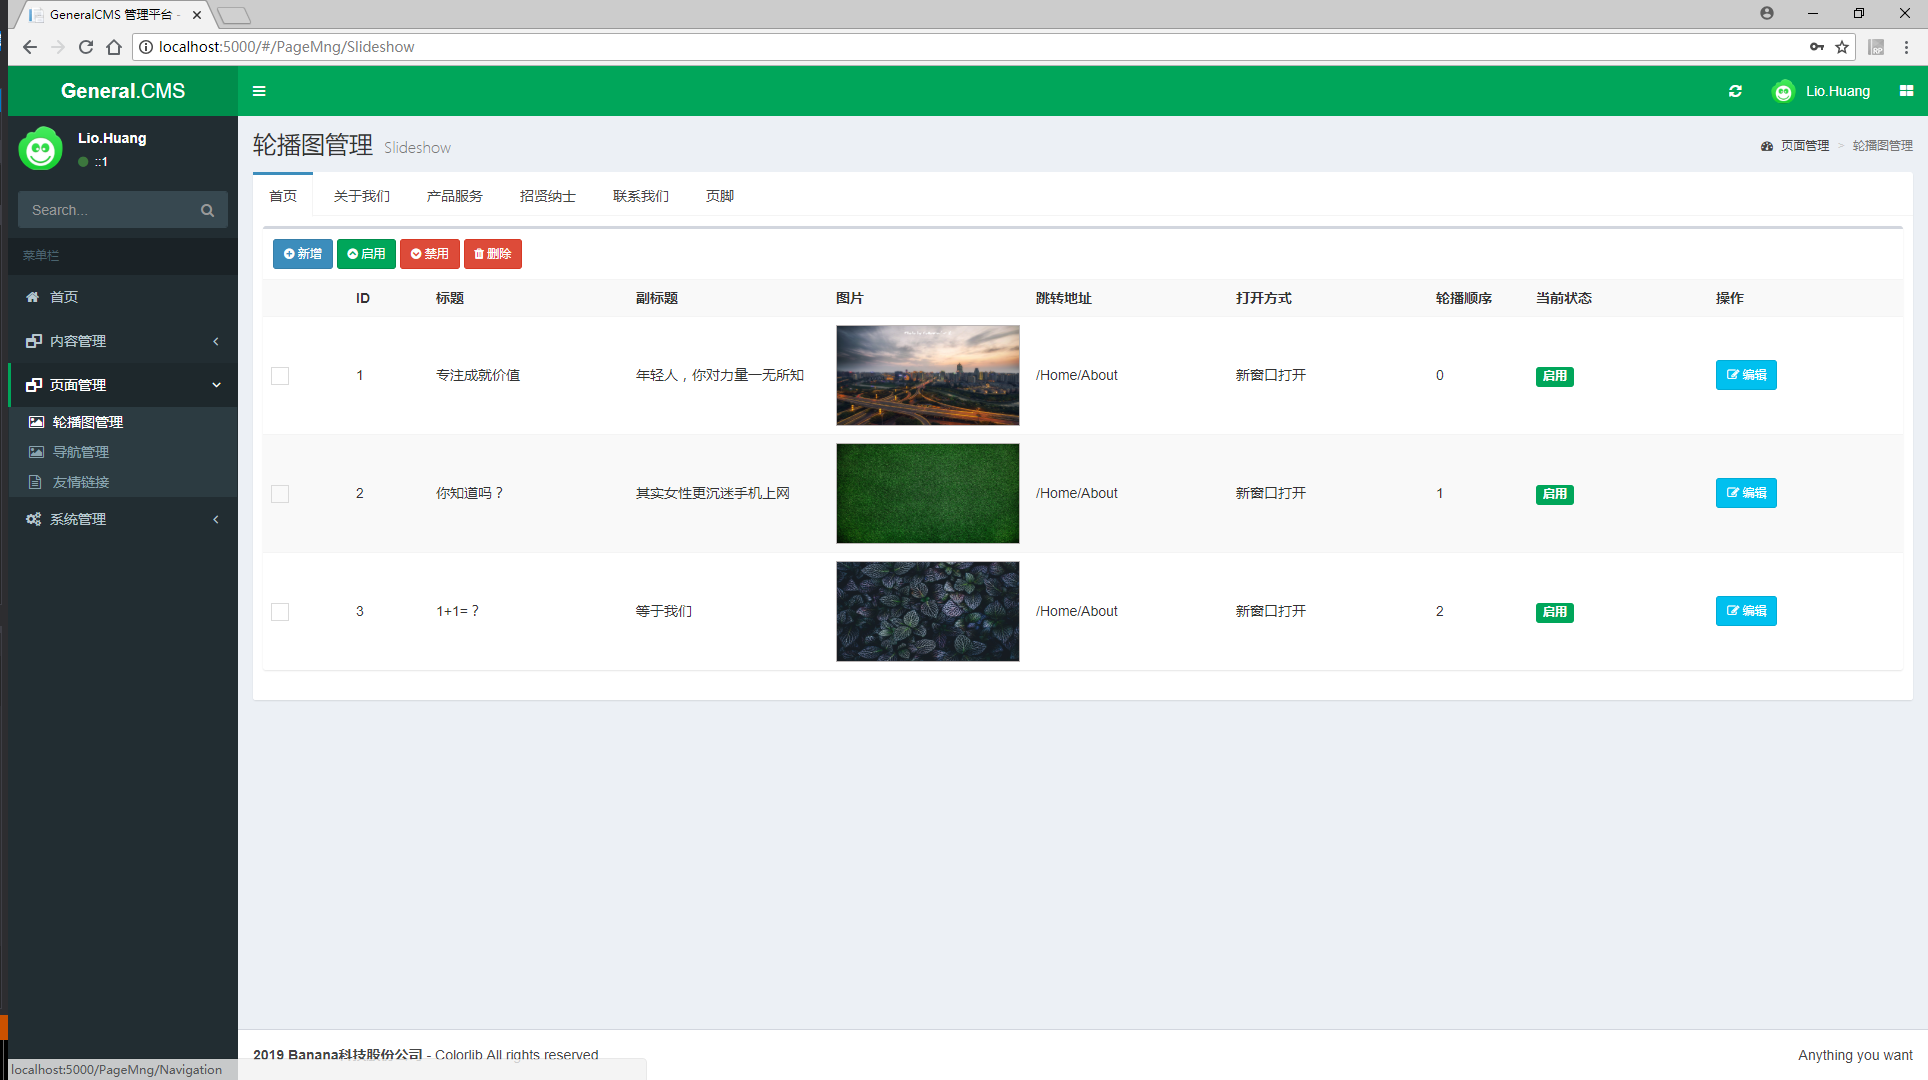 GeneralCMS 管理平台 -
localhost:5000/#/PageMng/Slideshow
General.CMS
Lio.Huang
Lio.Huang
::1
Search...
菜单栏
首页
内容管理
页面管理
轮播图管理
导航管理
友情链接
系统管理
轮播图管理 Slideshow
页面管理 > 轮播图管理
首页 关于我们 产品服务 招贤纳士 联系我们 页脚
新增 启用 禁用 删除
ID 标题 副标题 图片 跳转地址 打开方式 轮播顺序 当前状态 操作
1 专注成就价值 年轻人，你对力量一无所知 /Home/About 新窗口打开 0 启用 编辑
2 你知道吗？ 其实女性更沉迷手机上网 /Home/About 新窗口打开 1 启用 编辑
3 1+1=？ 等于我们 /Home/About 新窗口打开 2 启用 编辑
2019 Banana科技股份公司 - Colorlib All rights reserved
Anything you want
localhost:5000/PageMng/Navigation